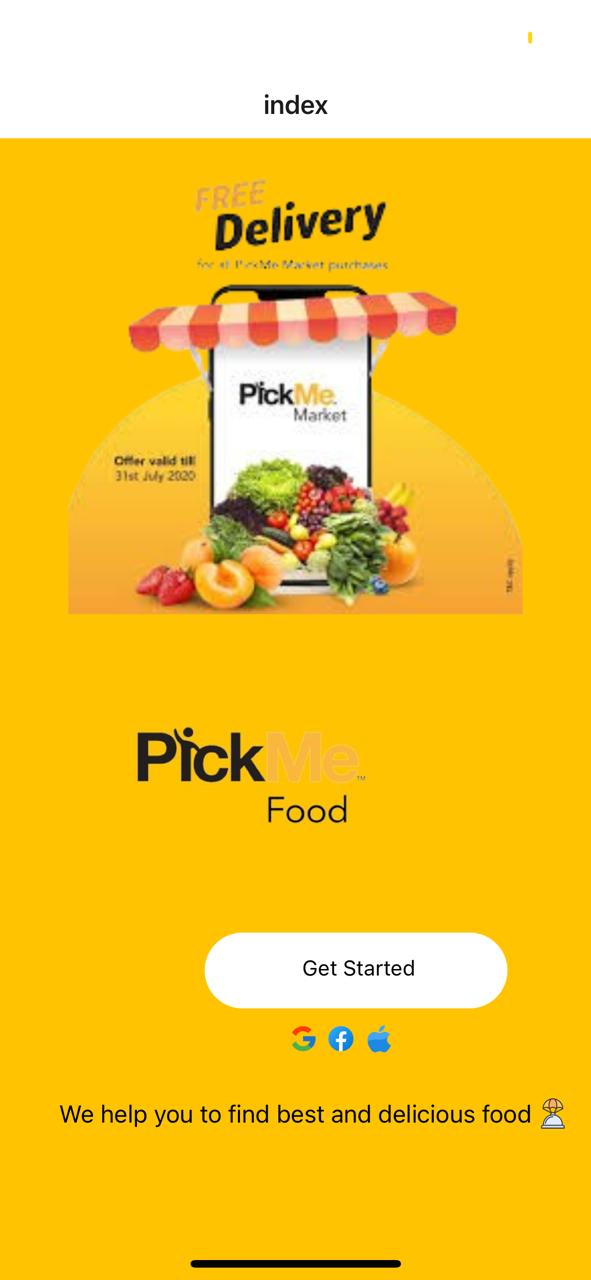 index
FREE
Delivery
for all PickMe Market purchases
PickMe.
Market
Offer valid till
31st July 2020
T&C apply
PickMe™
Food
Get Started
We help you to find best and delicious food